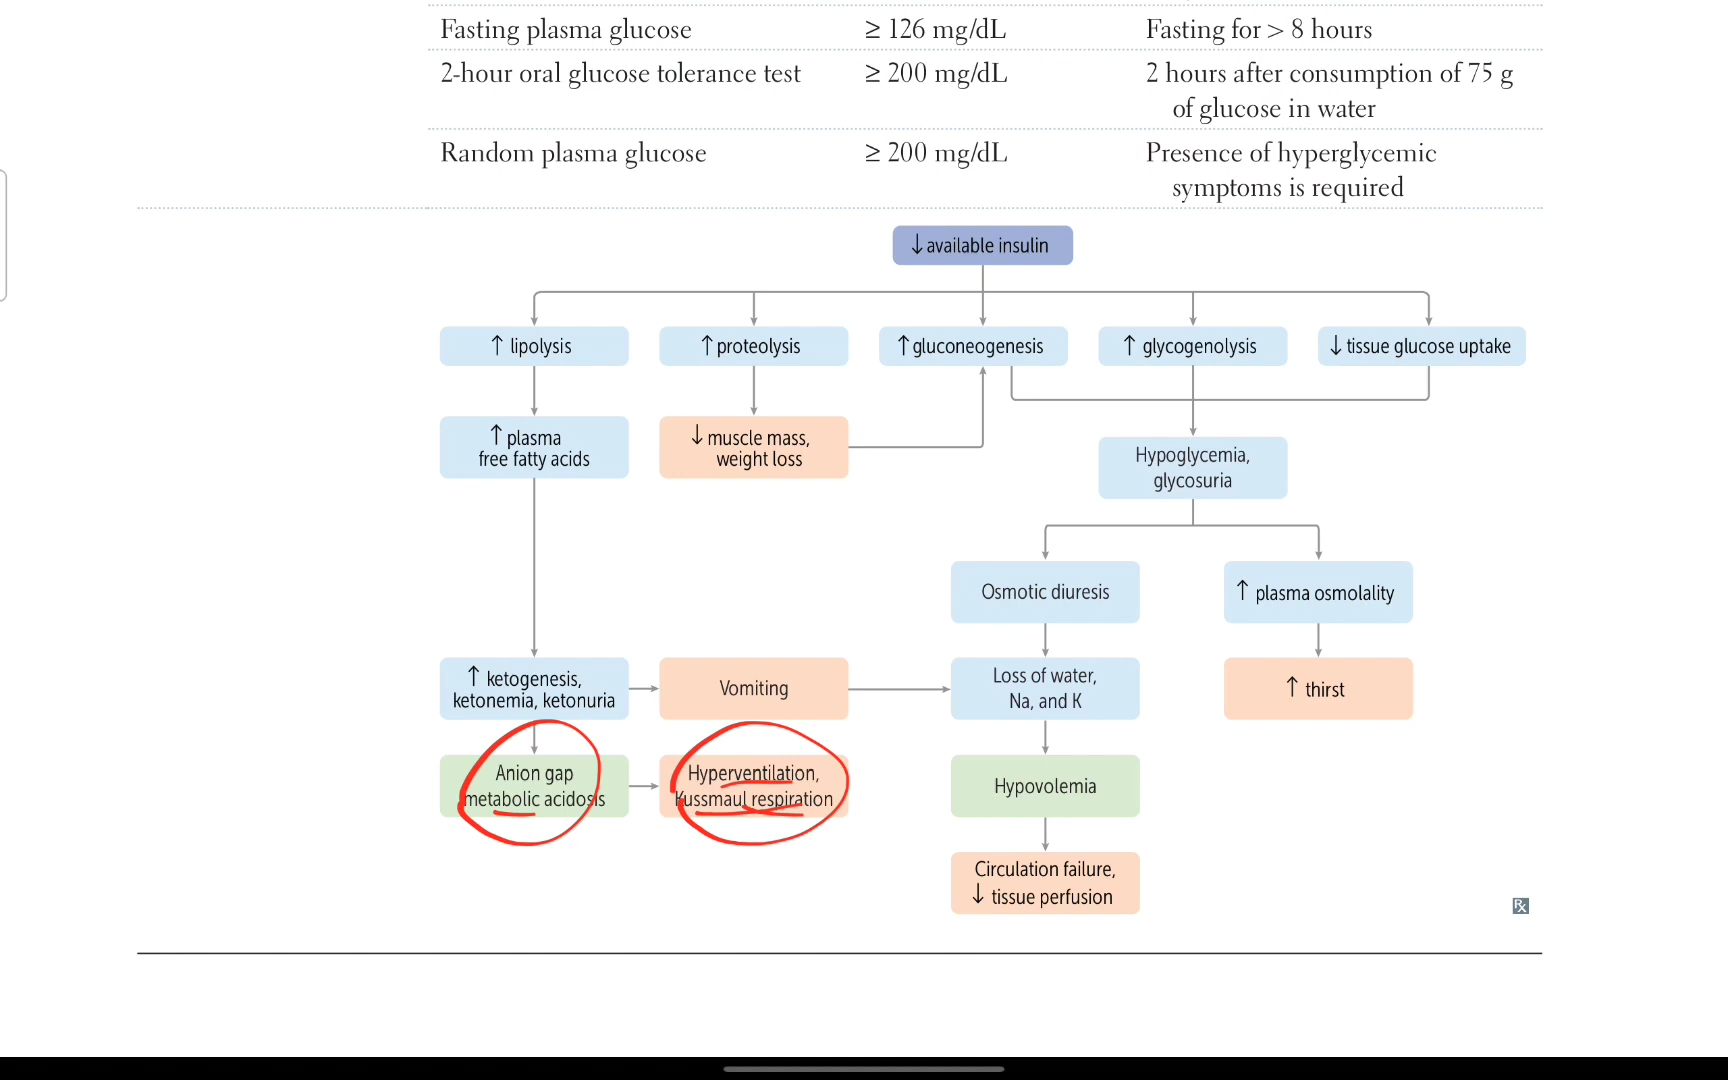 Fasting plasma glucose ≥ 126 mg/dL Fasting for > 8 hours
2-hour oral glucose tolerance test ≥ 200 mg/dL 2 hours after consumption of 75 g
of glucose in water
Random plasma glucose ≥ 200 mg/dL Presence of hyperglycemic
symptoms is required
↓ available insulin
↑ lipolysis
↑ proteolysis
↑ gluconeogenesis
↑ glycogenolysis
↓ tissue glucose uptake
↑ plasma
free fatty acids
↓ muscle mass,
weight loss
Hypoglycemia,
glycosuria
Osmotic diuresis
↑ plasma osmolality
↑ ketogenesis,
ketonemia, ketonuria
Vomiting
Loss of water,
Na, and K
↑ thirst
Anion gap
metabolic acidosis
Hyperventilation,
Kussmaul respiration
Hypovolemia
Circulation failure,
↓ tissue perfusion
Rx